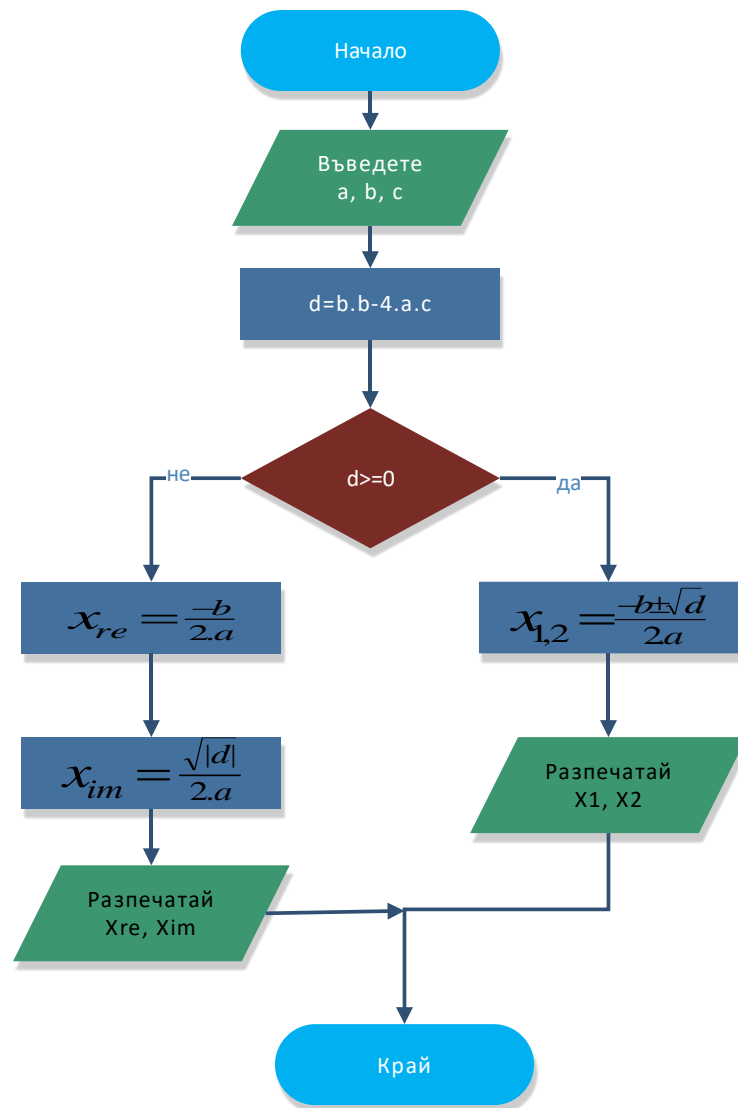 Начало
Въведете
a, b, c
d=b.b-4.a.c
d>=0
не
да
x_re = -b / 2.a
x_1,2 = -b±√d / 2.a
x_im = √|d| / 2.a
Разпечатай
X1, X2
Разпечатай
Xre, Xim
Край